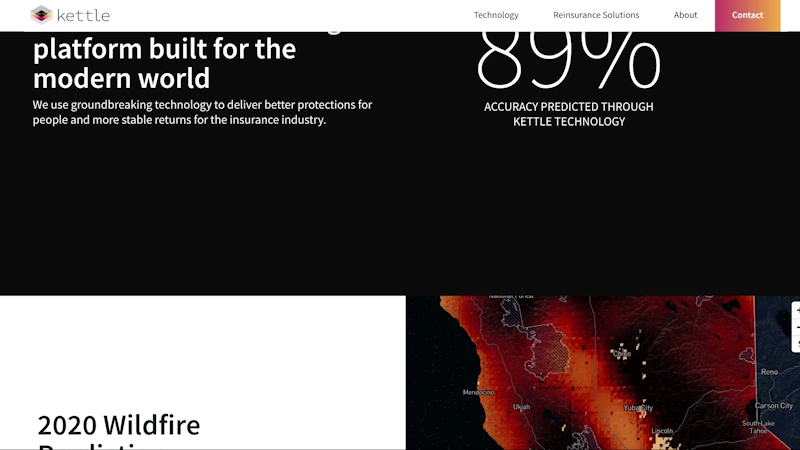 kettle
Technology
Reinsurance Solutions
About
Contact
platform built for the
modern world
We use groundbreaking technology to deliver better protections for
people and more stable returns for the insurance industry.
89%
ACCURACY PREDICTED THROUGH
KETTLE TECHNOLOGY
2020 Wildfire
National Forest
Chico
Reno
Mendocino
Ukiah
Yuba City
Carson City
South Lake
Tahoe
Lincoln